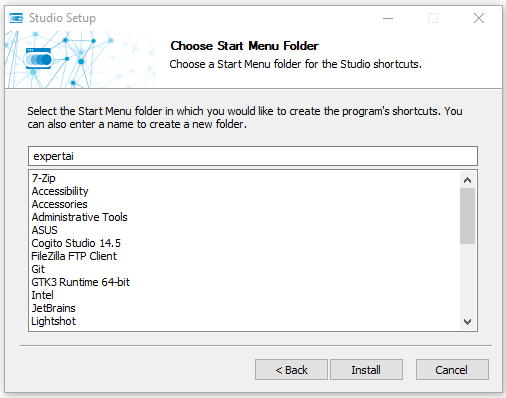 Studio Setup
Choose Start Menu Folder
Choose a Start Menu folder for the Studio shortcuts.
Select the Start Menu folder in which you would like to create the program's shortcuts. You
can also enter a name to create a new folder.
expertai
7-Zip
Accessibility
Accessories
Administrative Tools
ASUS
Cogito Studio 14.5
FileZilla FTP Client
Git
GTK3 Runtime 64-bit
Intel
JetBrains
Lightshot
< Back
Install
Cancel